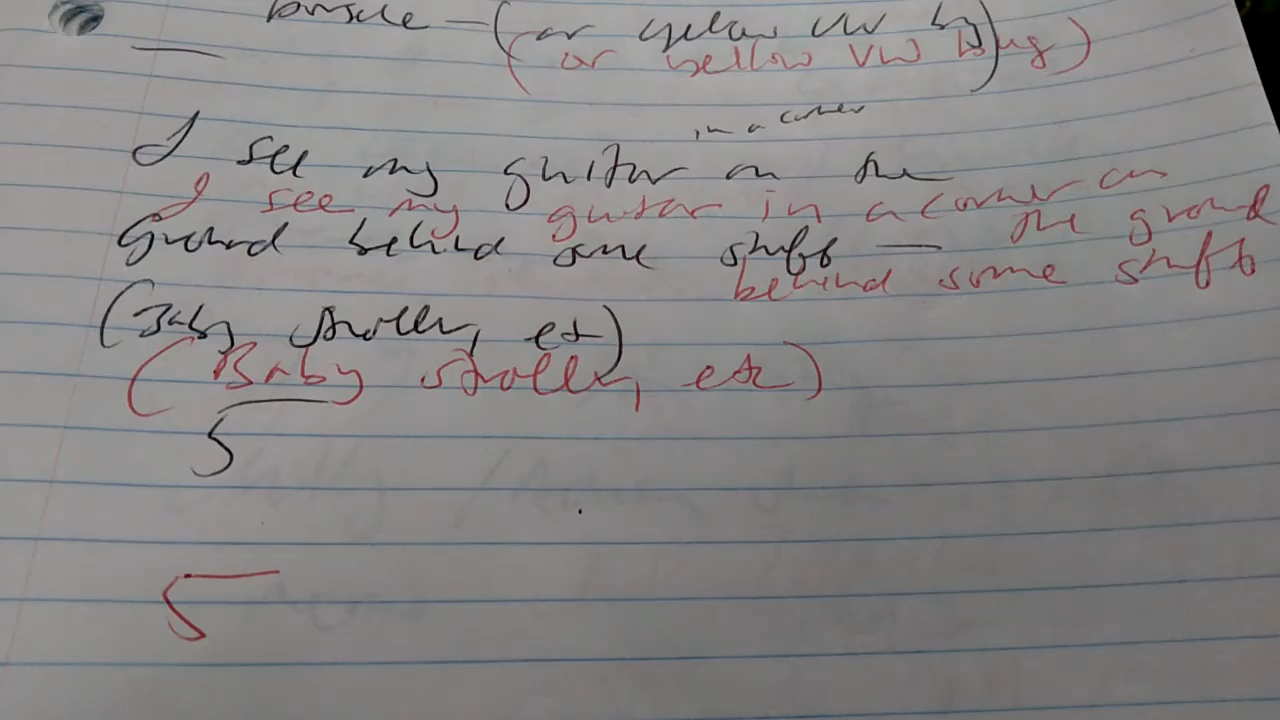 (or yellow VW bug)
(or bellow VW bug)
in a corner
I see my guitar on the
I see my guitar in a corner on
Ground behind some stuff — the ground
behind some stuff
(Baby stroller, etc)
(Baby stroller, etc)
5
5